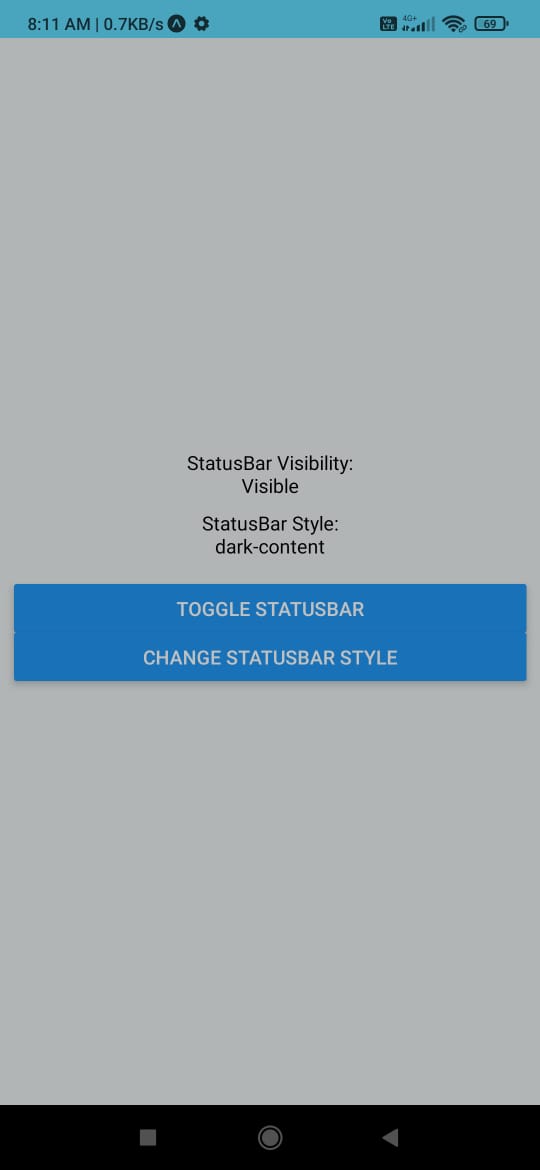 8:11 AM | 0.7KB/s
Vo LTE
4G+
69
StatusBar Visibility:
Visible
StatusBar Style:
dark-content
TOGGLE STATUSBAR
CHANGE STATUSBAR STYLE